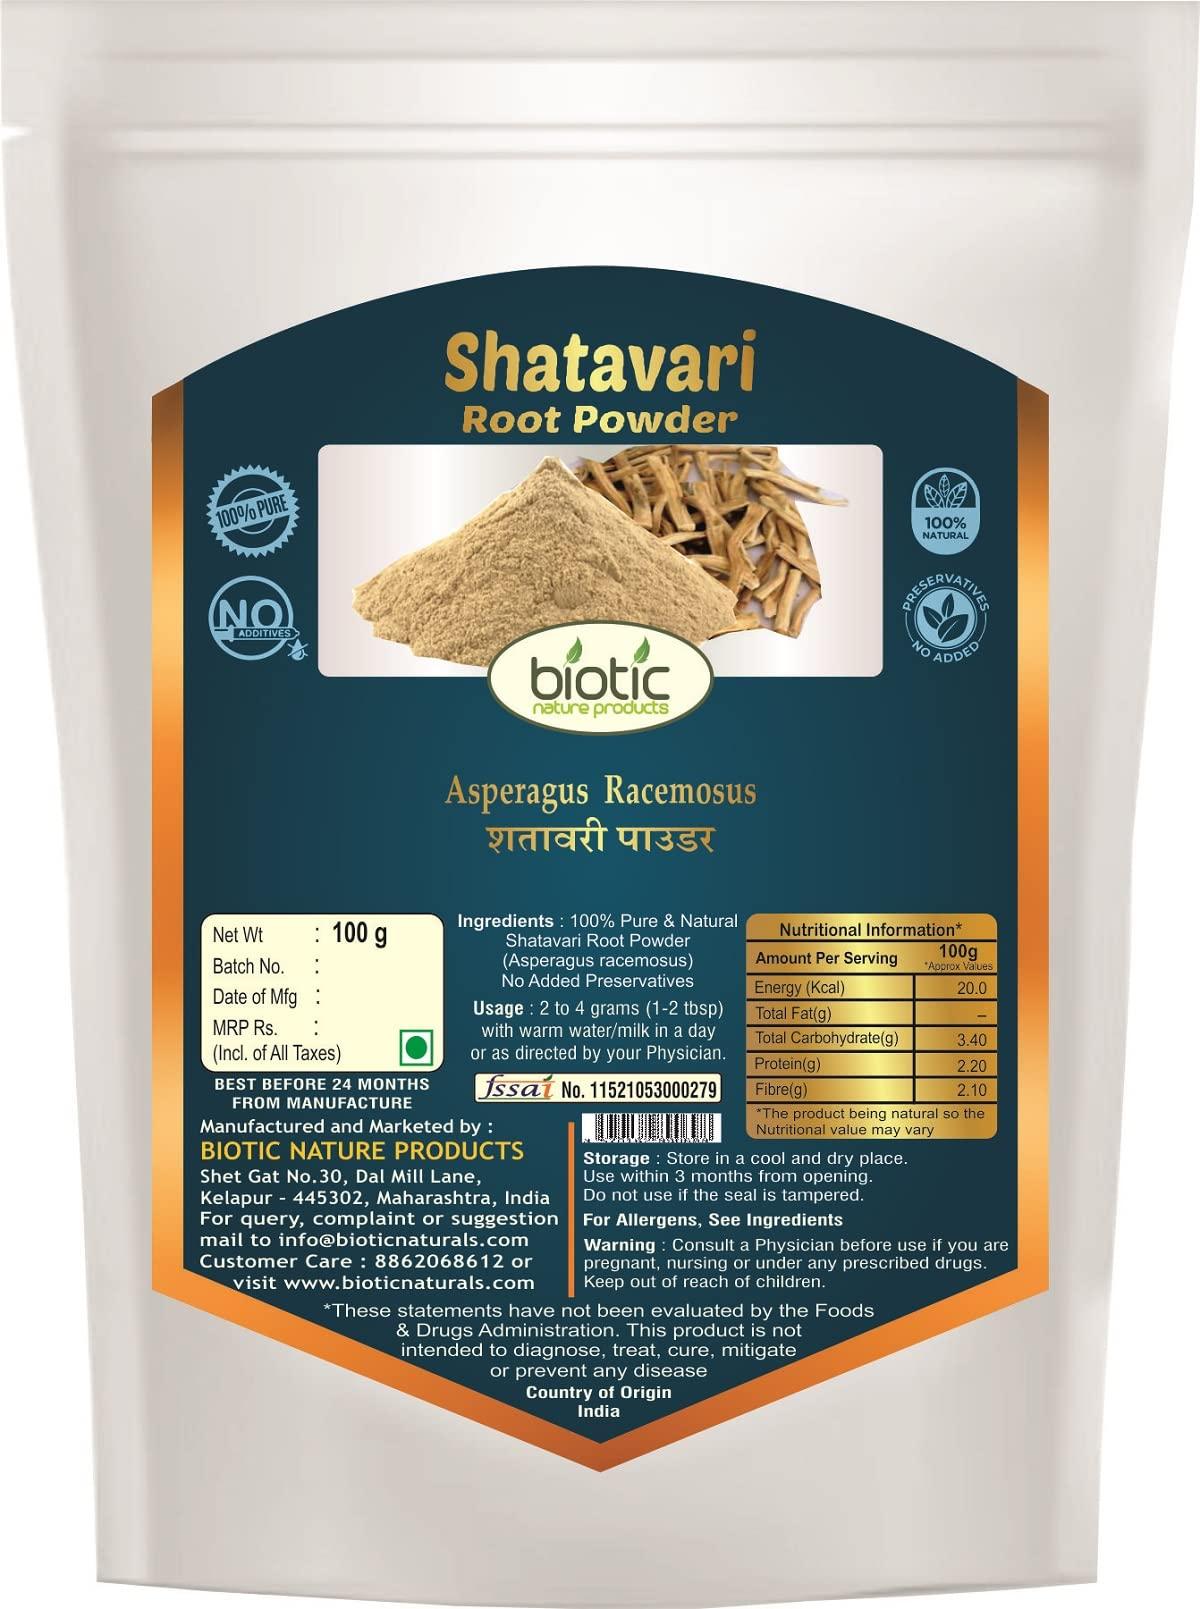 Shatavari
Root Powder
100% PURE
NO
ADDITIVES
100%
NATURAL
PRESERVATIVES
NO ADDED
biotic
nature products
Asperagus Racemosus
शतावरी पाउडर
Net Wt : 100 g
Batch No. :
Date of Mfg :
MRP Rs. :
(Incl. of All Taxes)
BEST BEFORE 24 MONTHS
FROM MANUFACTURE
Manufactured and Marketed by :
BIOTIC NATURE PRODUCTS
Shet Gat No.30, Dal Mill Lane,
Kelapur - 445302, Maharashtra, India
For query, complaint or suggestion
mail to info@bioticnaturals.com
Customer Care : 8862068612 or
visit www.bioticnaturals.com
Ingredients : 100% Pure & Natural
Shatavari Root Powder
(Asperagus racemosus)
No Added Preservatives
Usage : 2 to 4 grams (1-2 tbsp)
with warm water/milk in a day
or as directed by your Physician.
fssai No. 11521053000279
Nutritional Information*
Amount Per Serving 100g
*Approx Values
Energy (Kcal) 20.0
Total Fat(g) –
Total Carbohydrate(g) 3.40
Protein(g) 2.20
Fibre(g) 2.10
*The product being natural so the
Nutritional value may vary
Storage : Store in a cool and dry place.
Use within 3 months from opening.
Do not use if the seal is tampered.
For Allergens, See Ingredients
Warning : Consult a Physician before use if you are
pregnant, nursing or under any prescribed drugs.
Keep out of reach of children.
*These statements have not been evaluated by the Foods
& Drugs Administration. This product is not
intended to diagnose, treat, cure, mitigate
or prevent any disease
Country of Origin
India